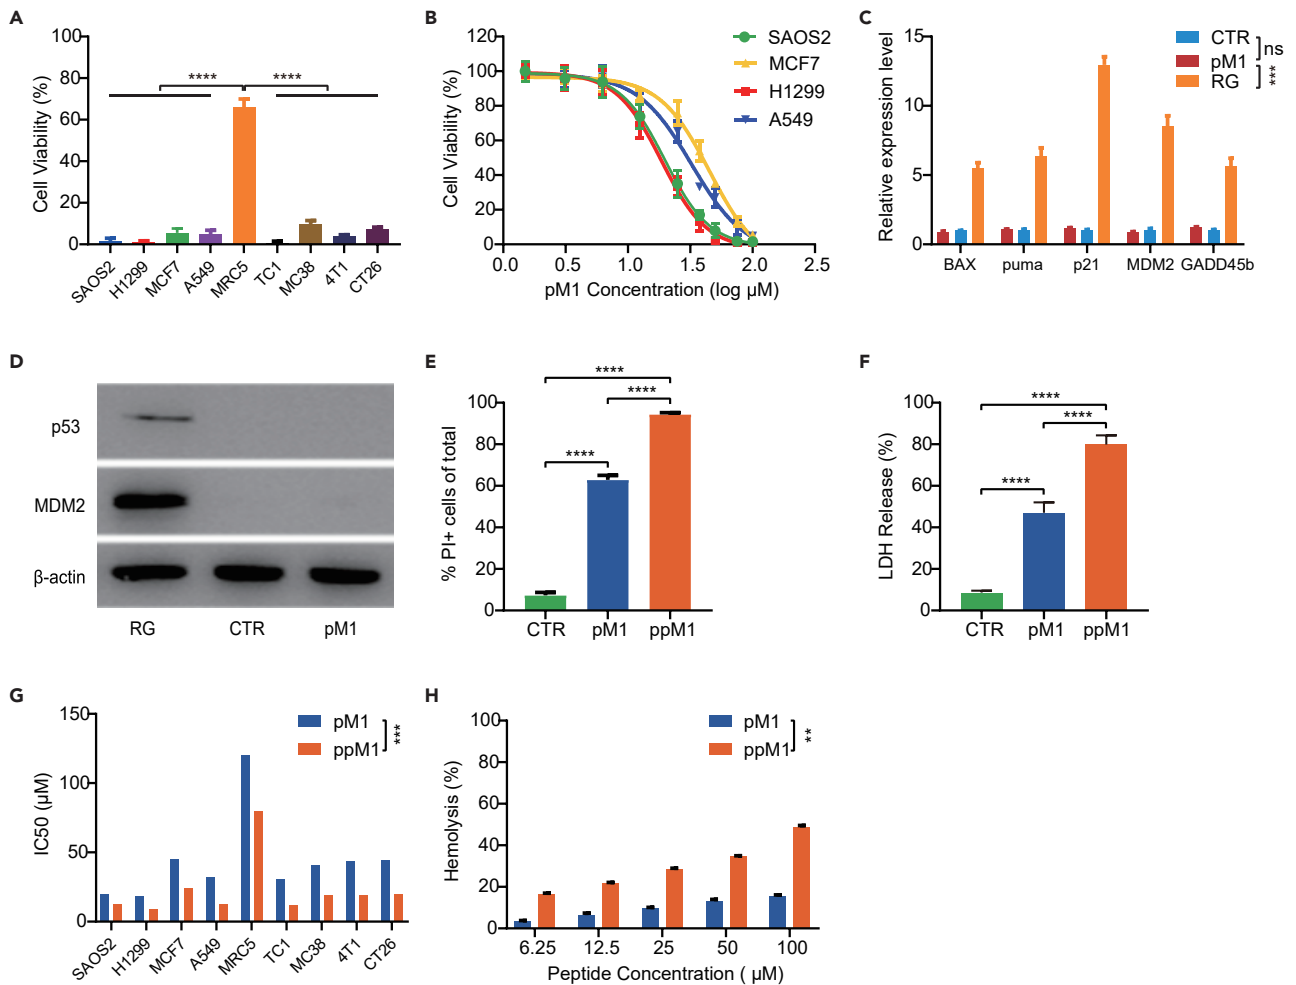 A
Cell Viability (%)
100
80
60
40
20
0
****
****
SAOS2
H1299
MCF7
A549
MRC5
TC1
MC38
4T1
CT26
B
Cell Viability (%)
120
100
80
60
40
20
0
0.0
0.5
1.0
1.5
2.0
2.5
pM1 Concentration (log µM)
SAOS2
MCF7
H1299
A549
C
Relative expression level
15
10
5
0
CTR
pM1
RG
ns
***
BAX
puma
p21
MDM2
GADD45b
D
p53
MDM2
β-actin
RG
CTR
pM1
E
% PI+ cells of total
100
80
60
40
20
0
****
****
****
CTR
pM1
ppM1
F
LDH Release (%)
100
80
60
40
20
0
****
****
****
CTR
pM1
ppM1
G
IC50 (µM)
150
100
50
0
pM1
ppM1
***
SAOS2
H1299
MCF7
A549
MRC5
TC1
MC38
4T1
CT26
H
Hemolysis (%)
100
80
60
40
20
0
pM1
ppM1
**
6.25
12.5
25
50
100
Peptide Concentration ( µM)